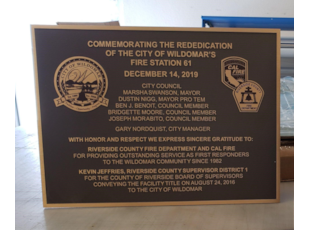 COMMEMORATING THE REDEDICATION
OF THE CITY OF WILDOMAR'S
FIRE STATION 61
DECEMBER 14, 2019
CITY COUNCIL
MARSHA SWANSON, MAYOR
DUSTIN NIGG, MAYOR PRO TEM
BEN J. BENOIT, COUNCIL MEMBER
BRIDGETTE MOORE, COUNCIL MEMBER
JOSEPH MORABITO, COUNCIL MEMBER
GARY NORDQUIST, CITY MANAGER
WITH HONOR AND RESPECT WE EXPRESS SINCERE GRATITUDE TO:
RIVERSIDE COUNTY FIRE DEPARTMENT AND CAL FIRE
FOR PROVIDING OUTSTANDING SERVICE AS FIRST RESPONDERS
TO THE WILDOMAR COMMUNITY SINCE 1982
KEVIN JEFFRIES, RIVERSIDE COUNTY SUPERVISOR DISTRICT 1
FOR THE COUNTY OF RIVERSIDE BOARD OF SUPERVISORS
CONVEYING THE FACILITY TITLE ON AUGUST 24, 2016
TO THE CITY OF WILDOMAR
CAL
FIRE